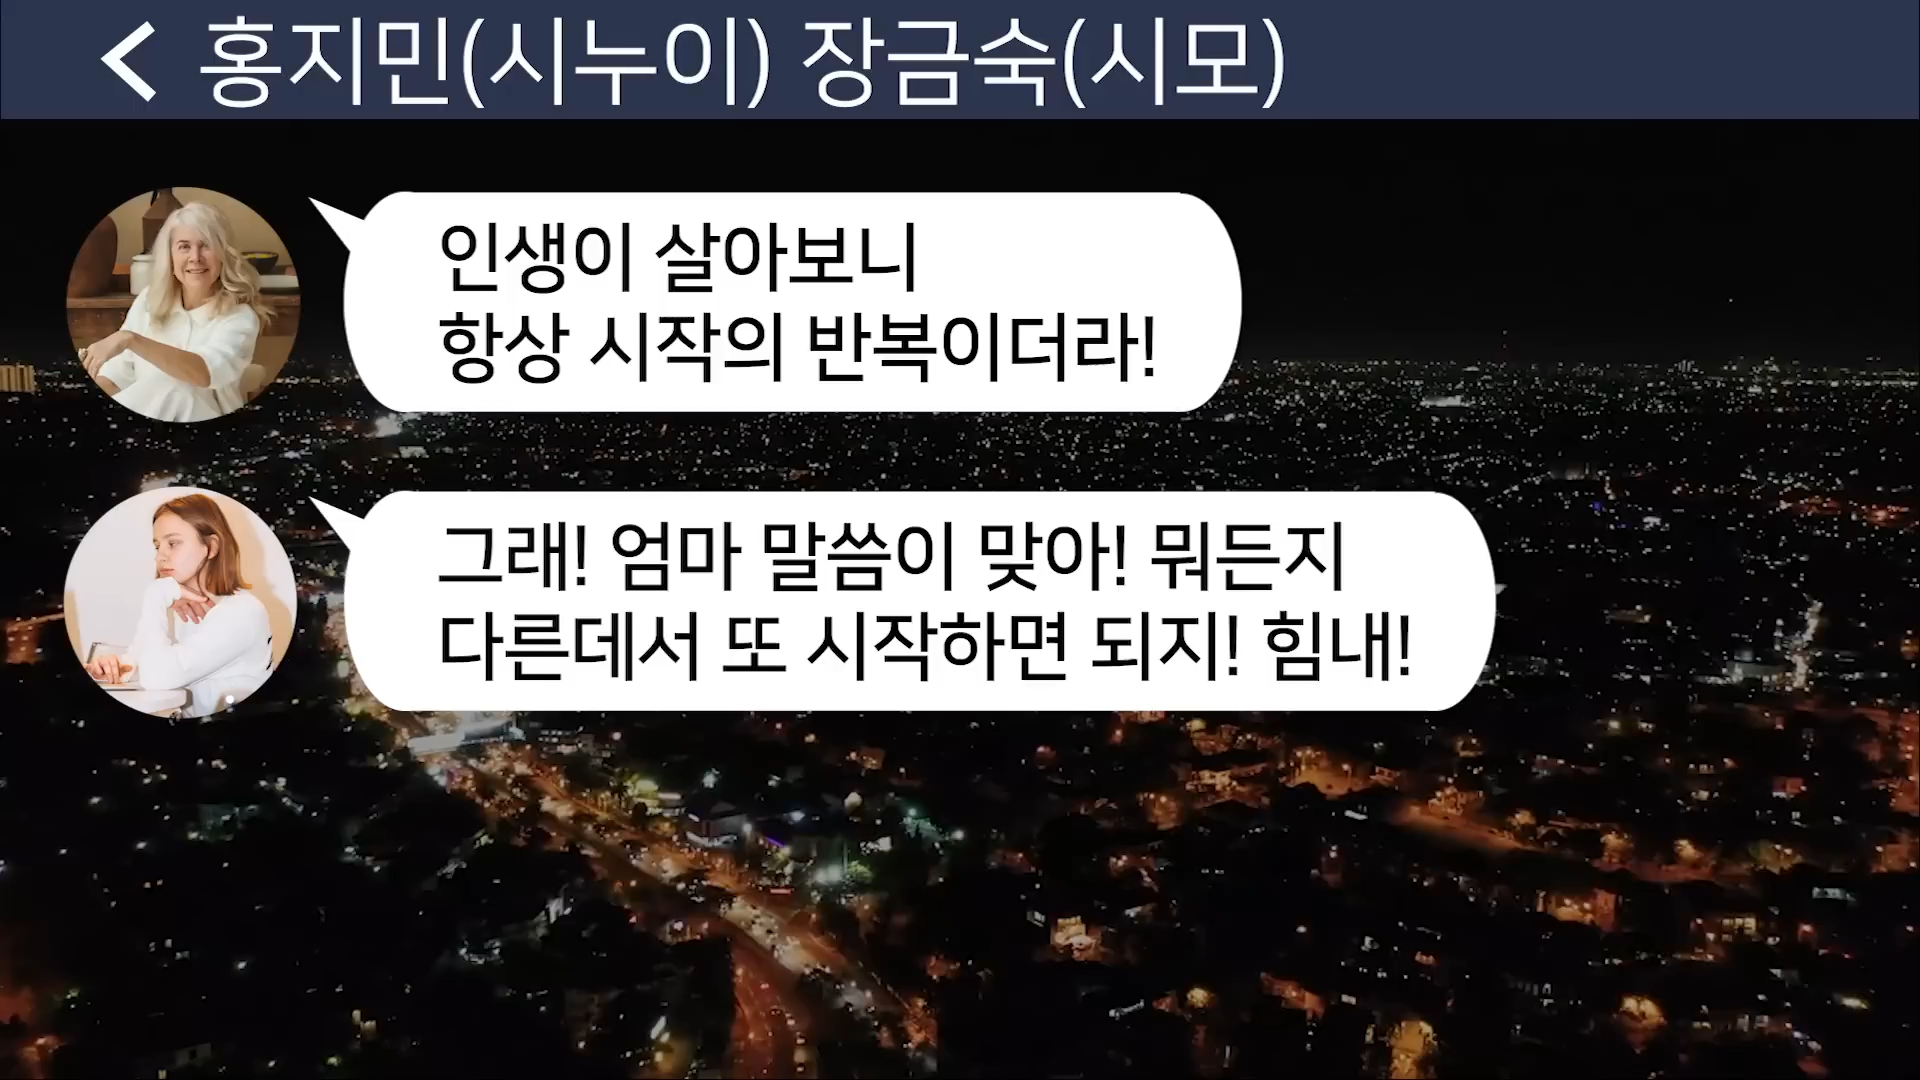 홍지민(시누이) 장금숙(시모)
인생이 살아보니
항상 시작의 반복이더라!
그래! 엄마 말씀이 맞아! 뭐든지
다른데서 또 시작하면 되지! 힘내!